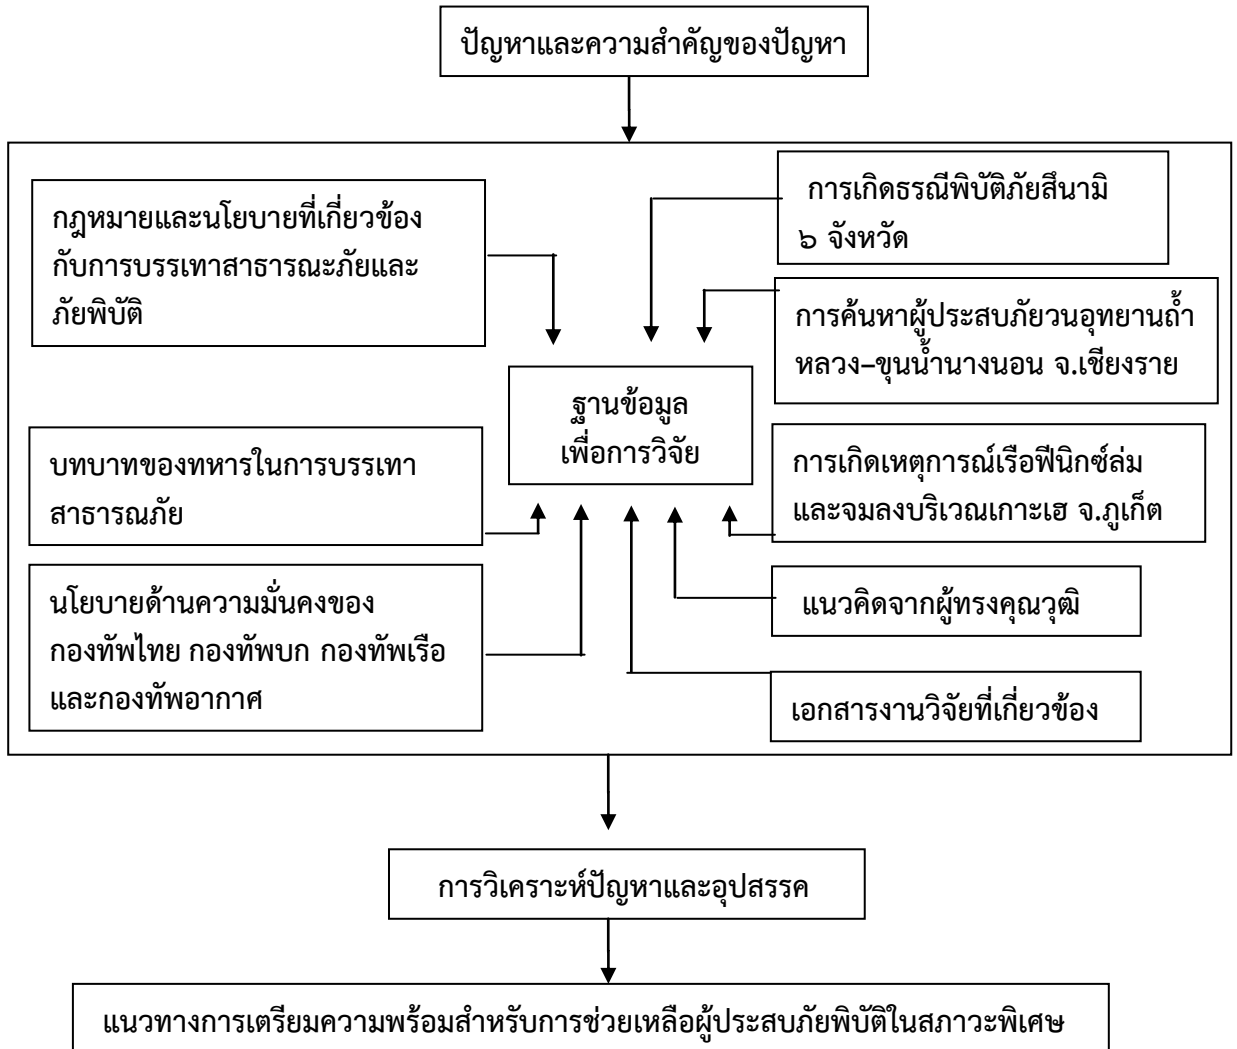 ปัญหาและความสำคัญของปัญหา
กฎหมายและนโยบายที่เกี่ยวข้อง
กับการบรรเทาสาธารณะภัยและ
ภัยพิบัติ
บทบาทของทหารในการบรรเทา
สาธารณภัย
นโยบายด้านความมั่นคงของ
กองทัพไทย กองทัพบก กองทัพเรือ
และกองทัพอากาศ
ฐานข้อมูล
เพื่อการวิจัย
การเกิดธรณีพิบัติภัยสึนามิ
๖ จังหวัด
การค้นหาผู้ประสบภัยวนอุทยานถ้ำ
หลวง–ขุนน้ำนางนอน จ.เชียงราย
การเกิดเหตุการณ์เรือฟีนิกซ์ล่ม
และจมลงบริเวณเกาะเฮ จ.ภูเก็ต
แนวคิดจากผู้ทรงคุณวุฒิ
เอกสารงานวิจัยที่เกี่ยวข้อง
การวิเคราะห์ปัญหาและอุปสรรค
แนวทางการเตรียมความพร้อมสำหรับการช่วยเหลือผู้ประสบภัยพิบัติในสภาวะพิเศษ